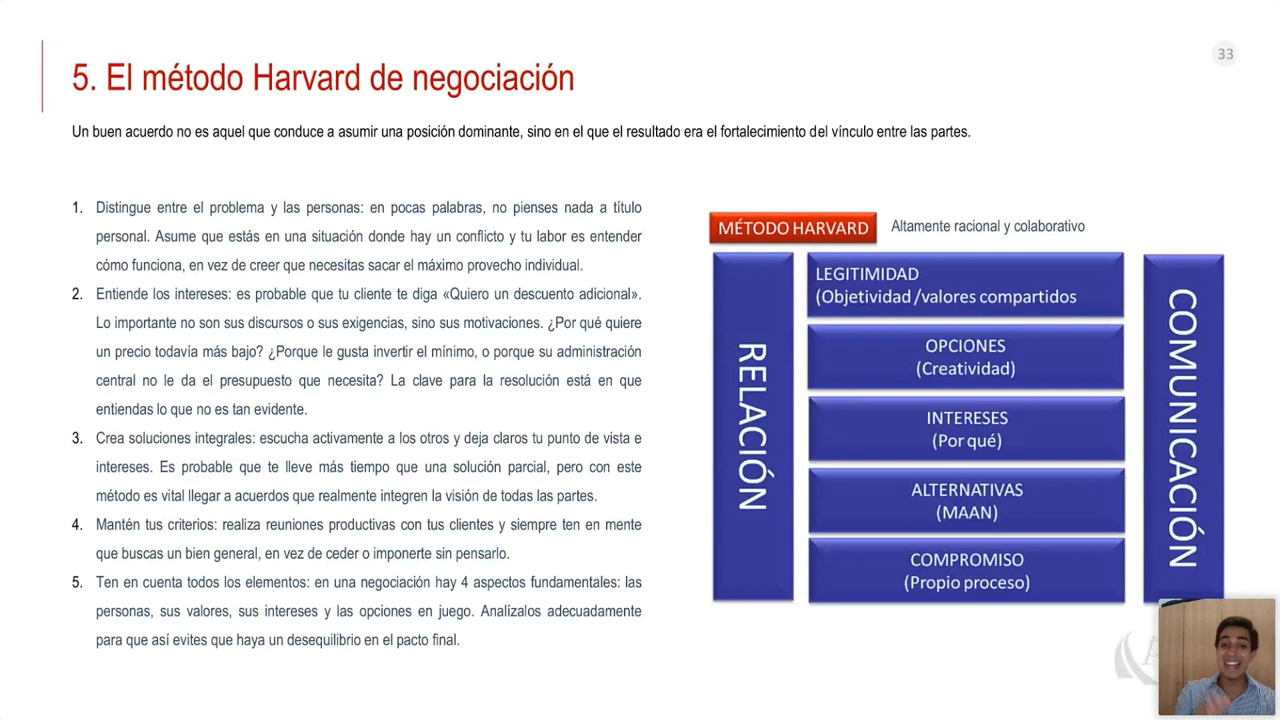 33
5. El método Harvard de negociación
Un buen acuerdo no es aquel que conduce a asumir una posición dominante, sino en el que el resultado era el fortalecimiento del vínculo entre las partes.
1. Distingue entre el problema y las personas: en pocas palabras, no pienses nada a título
personal. Asume que estás en una situación donde hay un conflicto y tu labor es entender
cómo funciona, en vez de creer que necesitas sacar el máximo provecho individual.
2. Entiende los intereses: es probable que tu cliente te diga «Quiero un descuento adicional».
Lo importante no son sus discursos o sus exigencias, sino sus motivaciones. ¿Por qué quiere
un precio todavía más bajo? ¿Porque le gusta invertir el mínimo, o porque su administración
central no le da el presupuesto que necesita? La clave para la resolución está en que
entiendas lo que no es tan evidente.
3. Crea soluciones integrales: escucha activamente a los otros y deja claros tu punto de vista e
intereses. Es probable que te lleve más tiempo que una solución parcial, pero con este
método es vital llegar a acuerdos que realmente integren la visión de todas las partes.
4. Mantén tus criterios: realiza reuniones productivas con tus clientes y siempre ten en mente
que buscas un bien general, en vez de ceder o imponerte sin pensarlo.
5. Ten en cuenta todos los elementos: en una negociación hay 4 aspectos fundamentales: las
personas, sus valores, sus intereses y las opciones en juego. Analízalos adecuadamente
para que así evites que haya un desequilibrio en el pacto final.
MÉTODO HARVARD
Altamente racional y colaborativo
RELACIÓN
LEGITIMIDAD
(Objetividad /valores compartidos
OPCIONES
(Creatividad)
INTERESES
(Por qué)
ALTERNATIVAS
(MAAN)
COMPROMISO
(Propio proceso)
COMUNICACIÓN